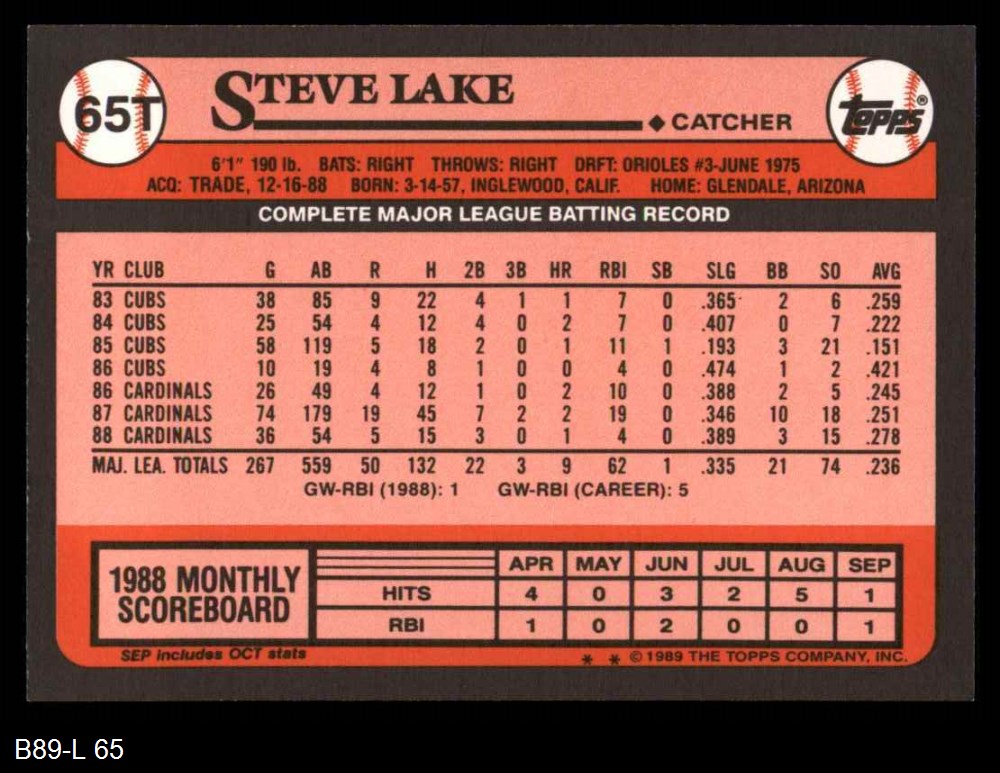 65T
STEVE LAKE
◆ CATCHER
TOPPS®
6'1" 190 lb. BATS: RIGHT THROWS: RIGHT DRFT: ORIOLES #3-JUNE 1975
ACQ: TRADE, 12-16-88 BORN: 3-14-57, INGLEWOOD, CALIF. HOME: GLENDALE, ARIZONA
COMPLETE MAJOR LEAGUE BATTING RECORD
YR CLUB G AB R H 2B 3B HR RBI SB SLG BB SO AVG
83 CUBS 38 85 9 22 4 1 1 7 0 .365 2 6 .259
84 CUBS 25 54 4 12 4 0 2 7 0 .407 0 7 .222
85 CUBS 58 119 5 18 2 0 1 11 1 .193 3 21 .151
86 CUBS 10 19 4 8 1 0 0 4 0 .474 1 2 .421
86 CARDINALS 26 49 4 12 1 0 2 10 0 .388 2 5 .245
87 CARDINALS 74 179 19 45 7 2 2 19 0 .346 10 18 .251
88 CARDINALS 36 54 5 15 3 0 1 4 0 .389 3 15 .278
MAJ. LEA. TOTALS 267 559 50 132 22 3 9 62 1 .335 21 74 .236
GW-RBI (1988): 1 GW-RBI (CAREER): 5
1988 MONTHLY
SCOREBOARD
APR MAY JUN JUL AUG SEP
HITS 4 0 3 2 5 1
RBI 1 0 2 0 0 1
SEP includes OCT stats
* * © 1989 THE TOPPS COMPANY, INC.
B89-L 65